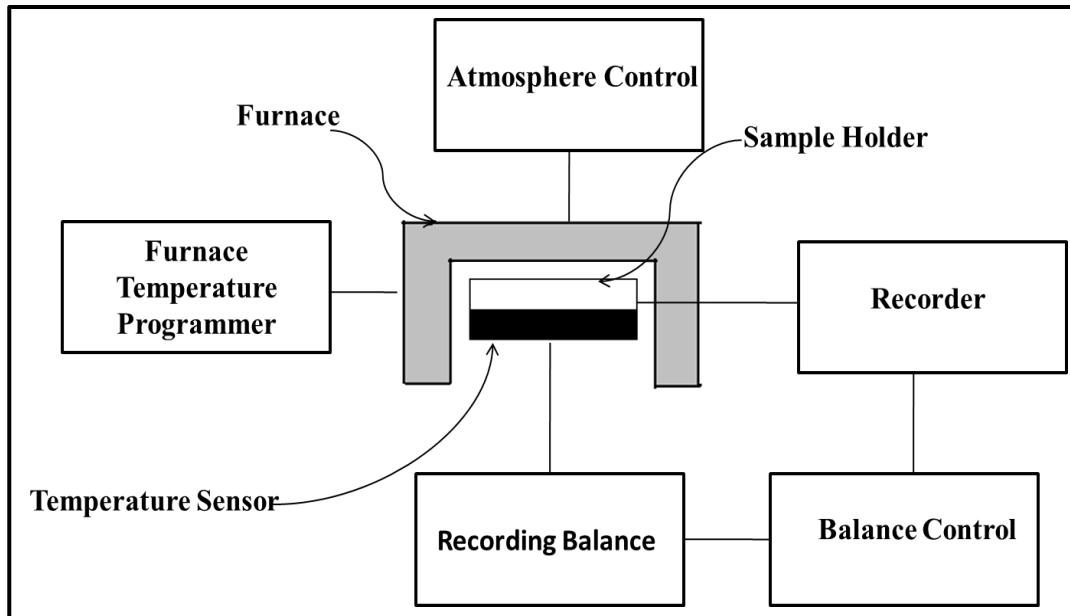 Atmosphere Control
Furnace
Sample Holder
Furnace
Temperature
Programmer
Recorder
Temperature Sensor
Recording Balance
Balance Control